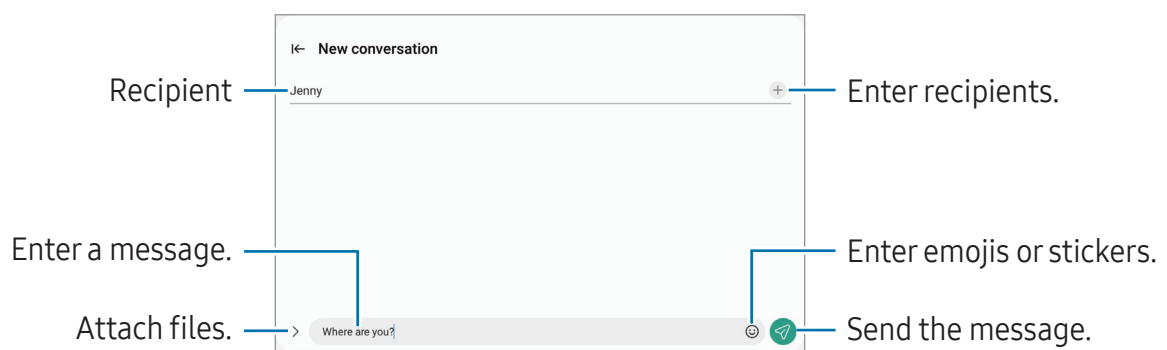 New conversation
Recipient
Jenny
Enter recipients.
Enter a message.
Enter emojis or stickers.
Attach files.
Where are you?
Send the message.